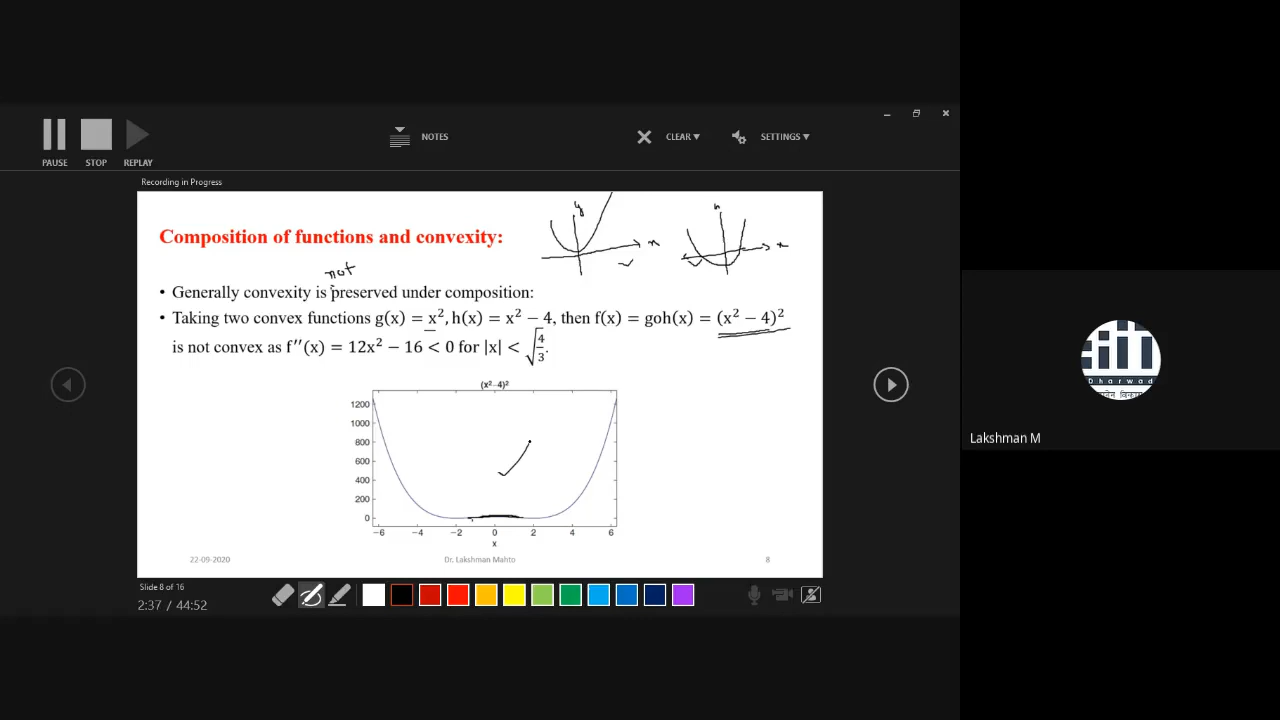 NOTES
CLEAR
SETTINGS
PAUSE
STOP
REPLAY
Recording in Progress
y
x
x
Composition of functions and convexity:
not
• Generally convexity is preserved under composition:
• Taking two convex functions g(x) = x², h(x) = x² − 4, then f(x) = goh(x) = (x² − 4)²
is not convex as f′′(x) = 12x² − 16 < 0 for |x| < √(4/3).
(x²-4)²
1200
1000
800
600
400
200
0
−6 −4 −2 0 2 4 6
x
22-09-2020 Dr. Lakshman Mahto 8
Slide 8 of 16
2:37 / 44:52
Dharwad
Lakshman M